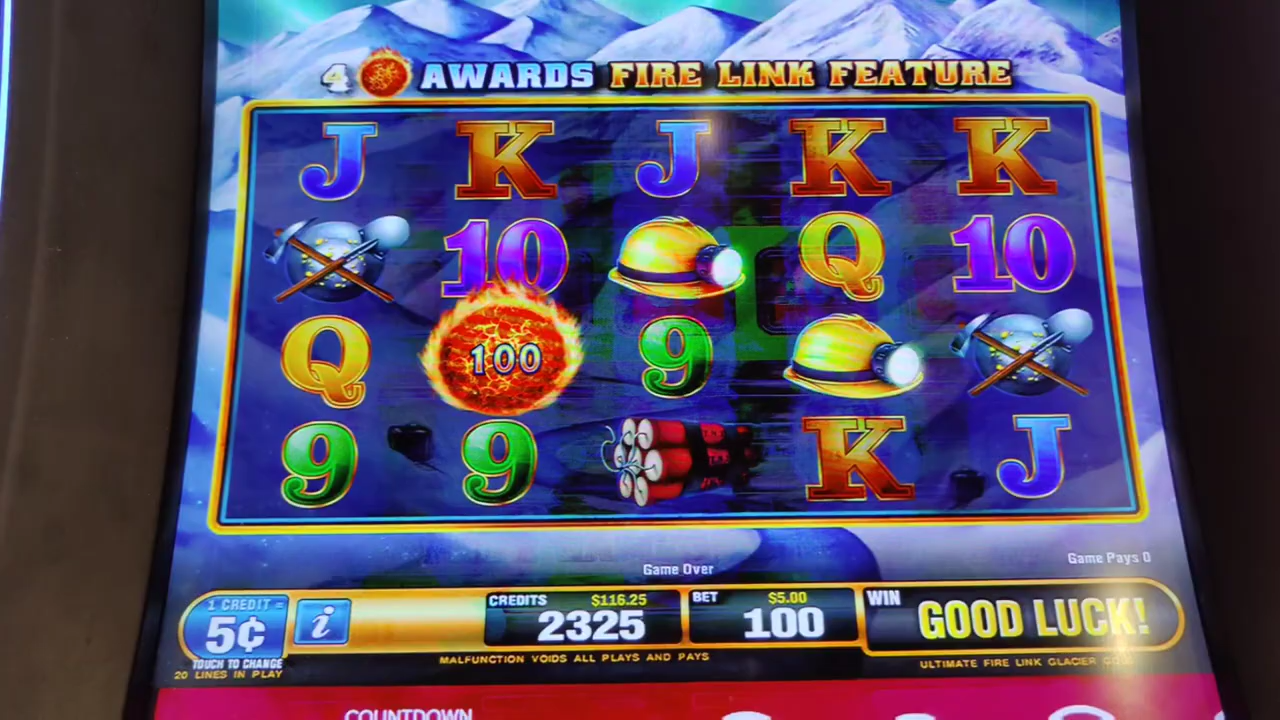 4 AWARDS FIRE LINK FEATURE
J K J K K
10 Q 10
Q 100 9
9 9 K J
Game Over
Game Pays 0
1 CREDIT =
5¢
TOUCH TO CHANGE
20 LINES IN PLAY
i
CREDITS $116.25
2325
BET $5.00
100
WIN GOOD LUCK!
MALFUNCTION VOIDS ALL PLAYS AND PAYS
ULTIMATE FIRE LINK GLACIER
COUNTDOWN